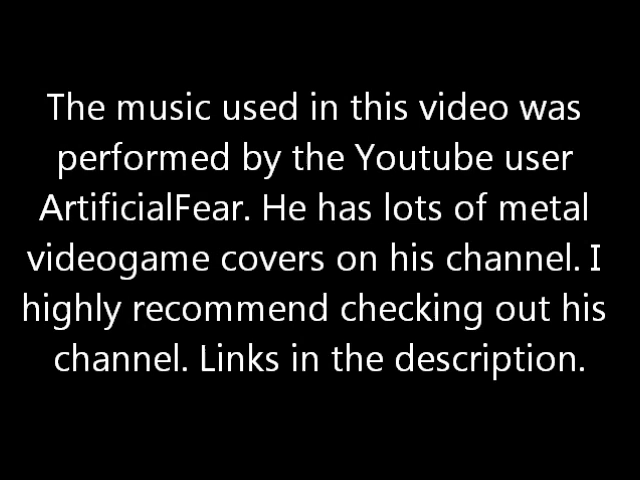 The music used in this video was
performed by the Youtube user
ArtificialFear. He has lots of metal
videogame covers on his channel. I
highly recommend checking out his
channel. Links in the description.